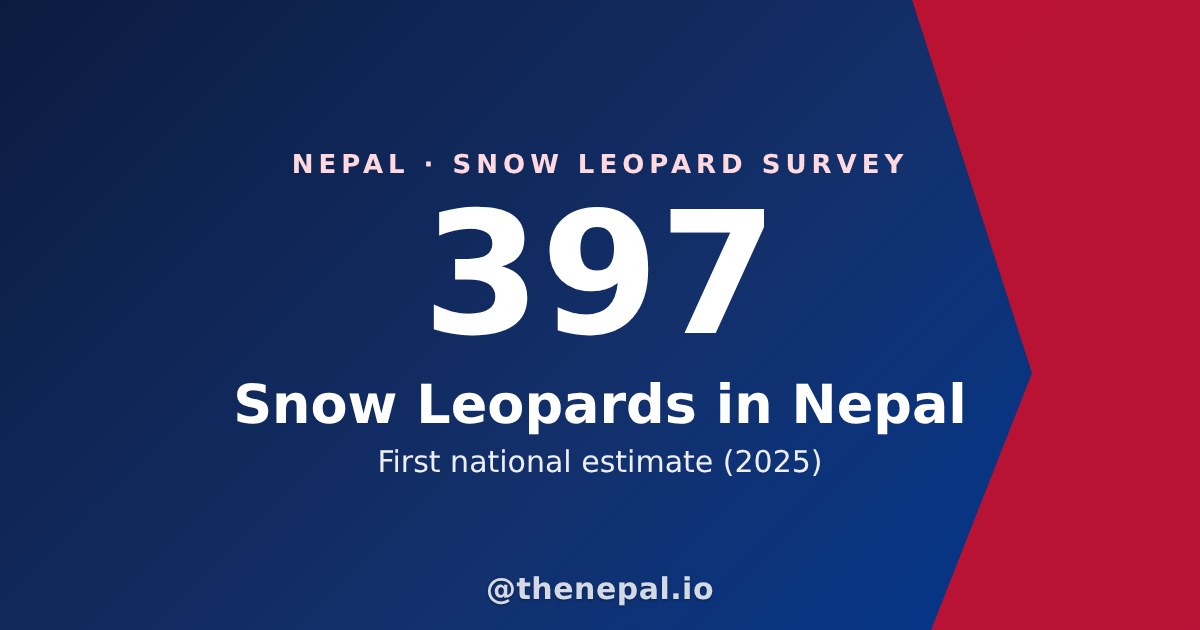 NEPAL · SNOW LEOPARD SURVEY
397
Snow Leopards in Nepal
First national estimate (2025)
@thenepal.io